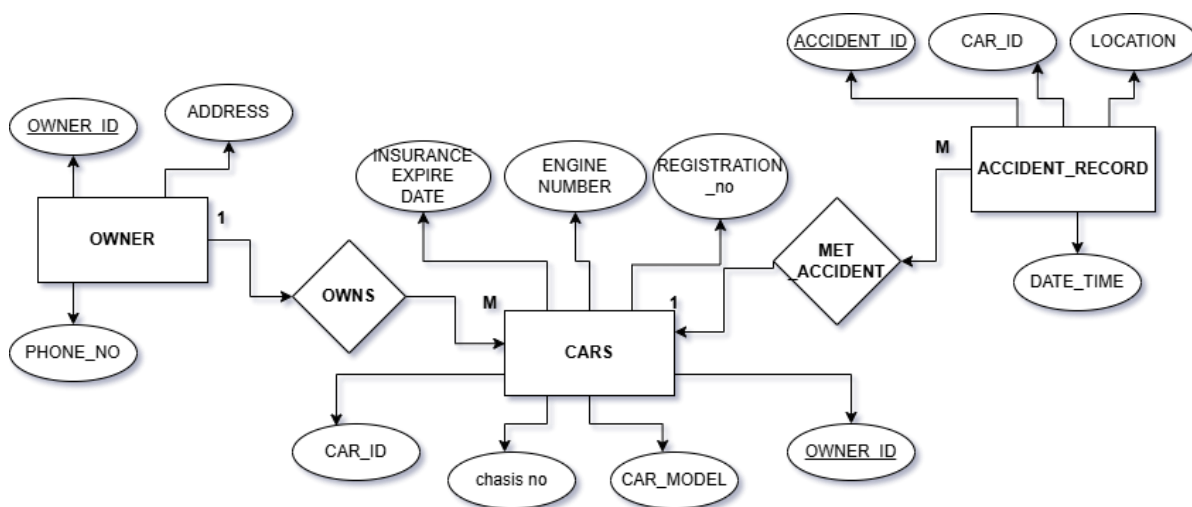 ACCIDENT_ID
CAR_ID
LOCATION
OWNER_ID
ADDRESS
INSURANCE
EXPIRE
DATE
ENGINE
NUMBER
REGISTRATION
_no
M
ACCIDENT_RECORD
1
OWNER
MET
_ACCIDENT
DATE_TIME
OWNS
M
1
CARS
PHONE_NO
CAR_ID
chasis no
CAR_MODEL
OWNER_ID